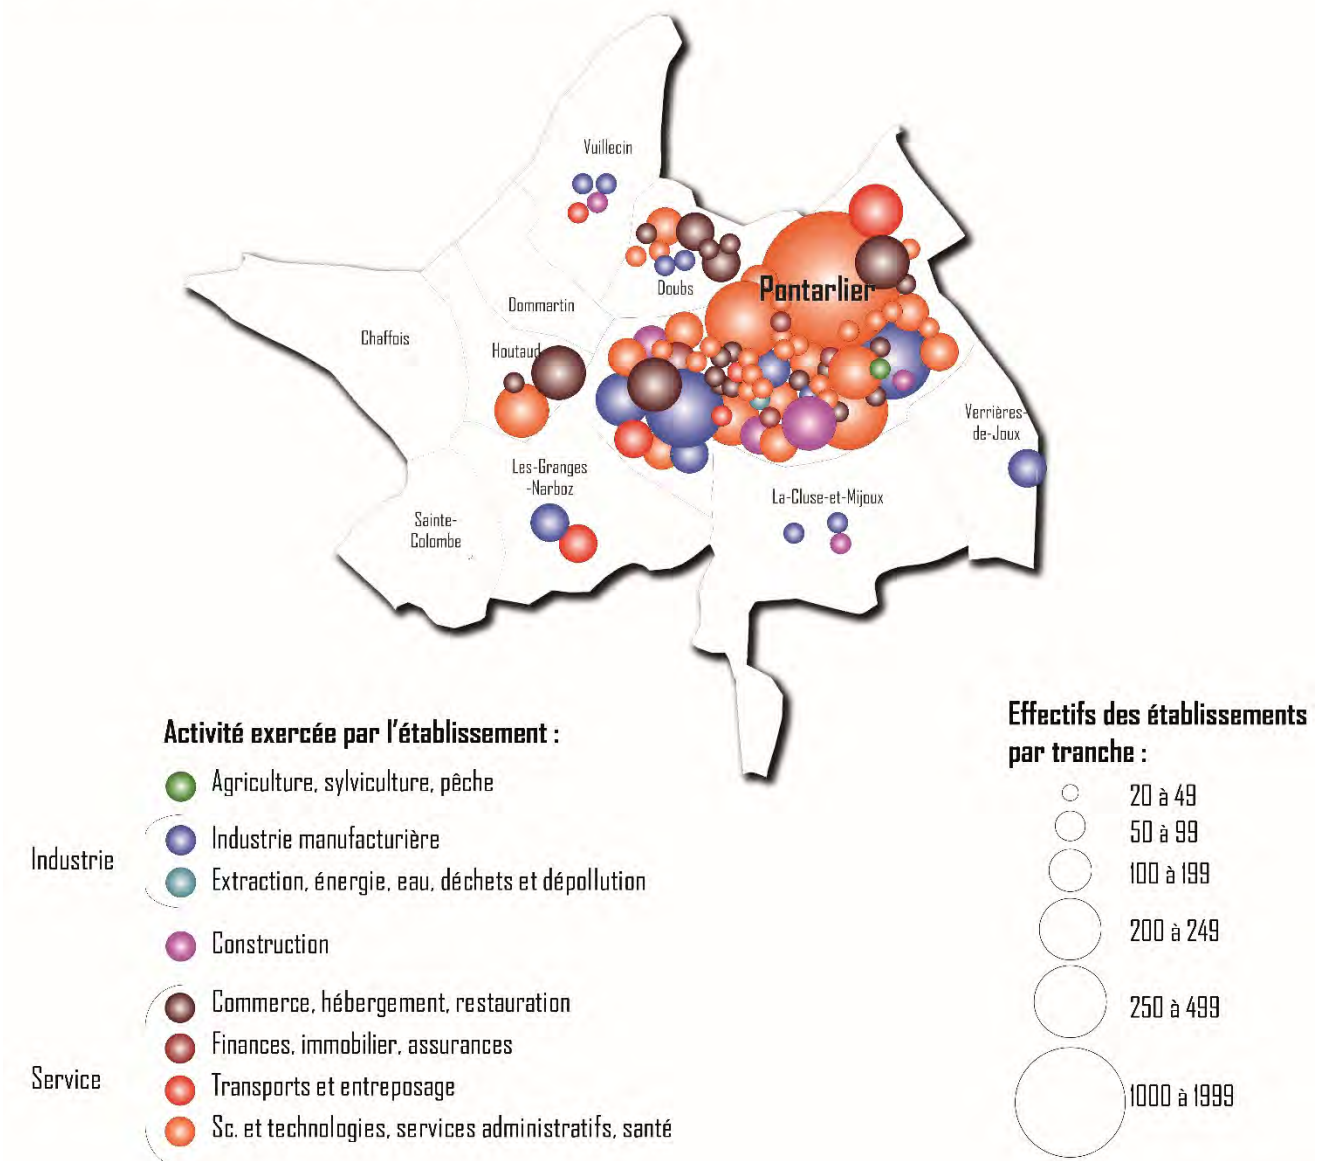 Vuillecin
Doubs
Pontarlier
Dommartin
Chaffois
Houtaud
Verrières-
de-Joux
Les-Granges
-Narboz
La-Cluse-et-Mijoux
Sainte-
Colombe
Activité exercée par l'établissement :
Agriculture, sylviculture, pêche
Industrie
Industrie manufacturière
Extraction, énergie, eau, déchets et dépollution
Construction
Service
Commerce, hébergement, restauration
Finances, immobilier, assurances
Transports et entreposage
Sc. et technologies, services administratifs, santé
Effectifs des établissements
par tranche :
20 à 49
50 à 99
100 à 199
200 à 249
250 à 499
1000 à 1999